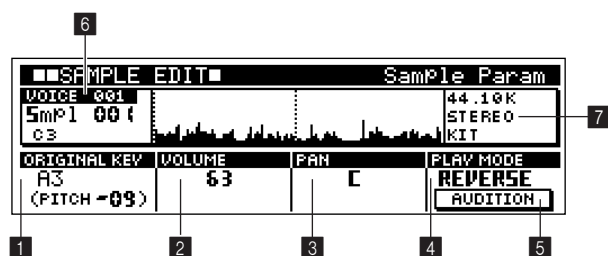 6
SAMPLE EDIT Sample Param
VOICE 001
Smpl 001
C3
44.10K
STEREO
KIT
7
ORIGINAL KEY VOLUME PAN PLAY MODE
A3 63 C REVERSE
(PITCH -09) AUDITION
1 2 3 4 5